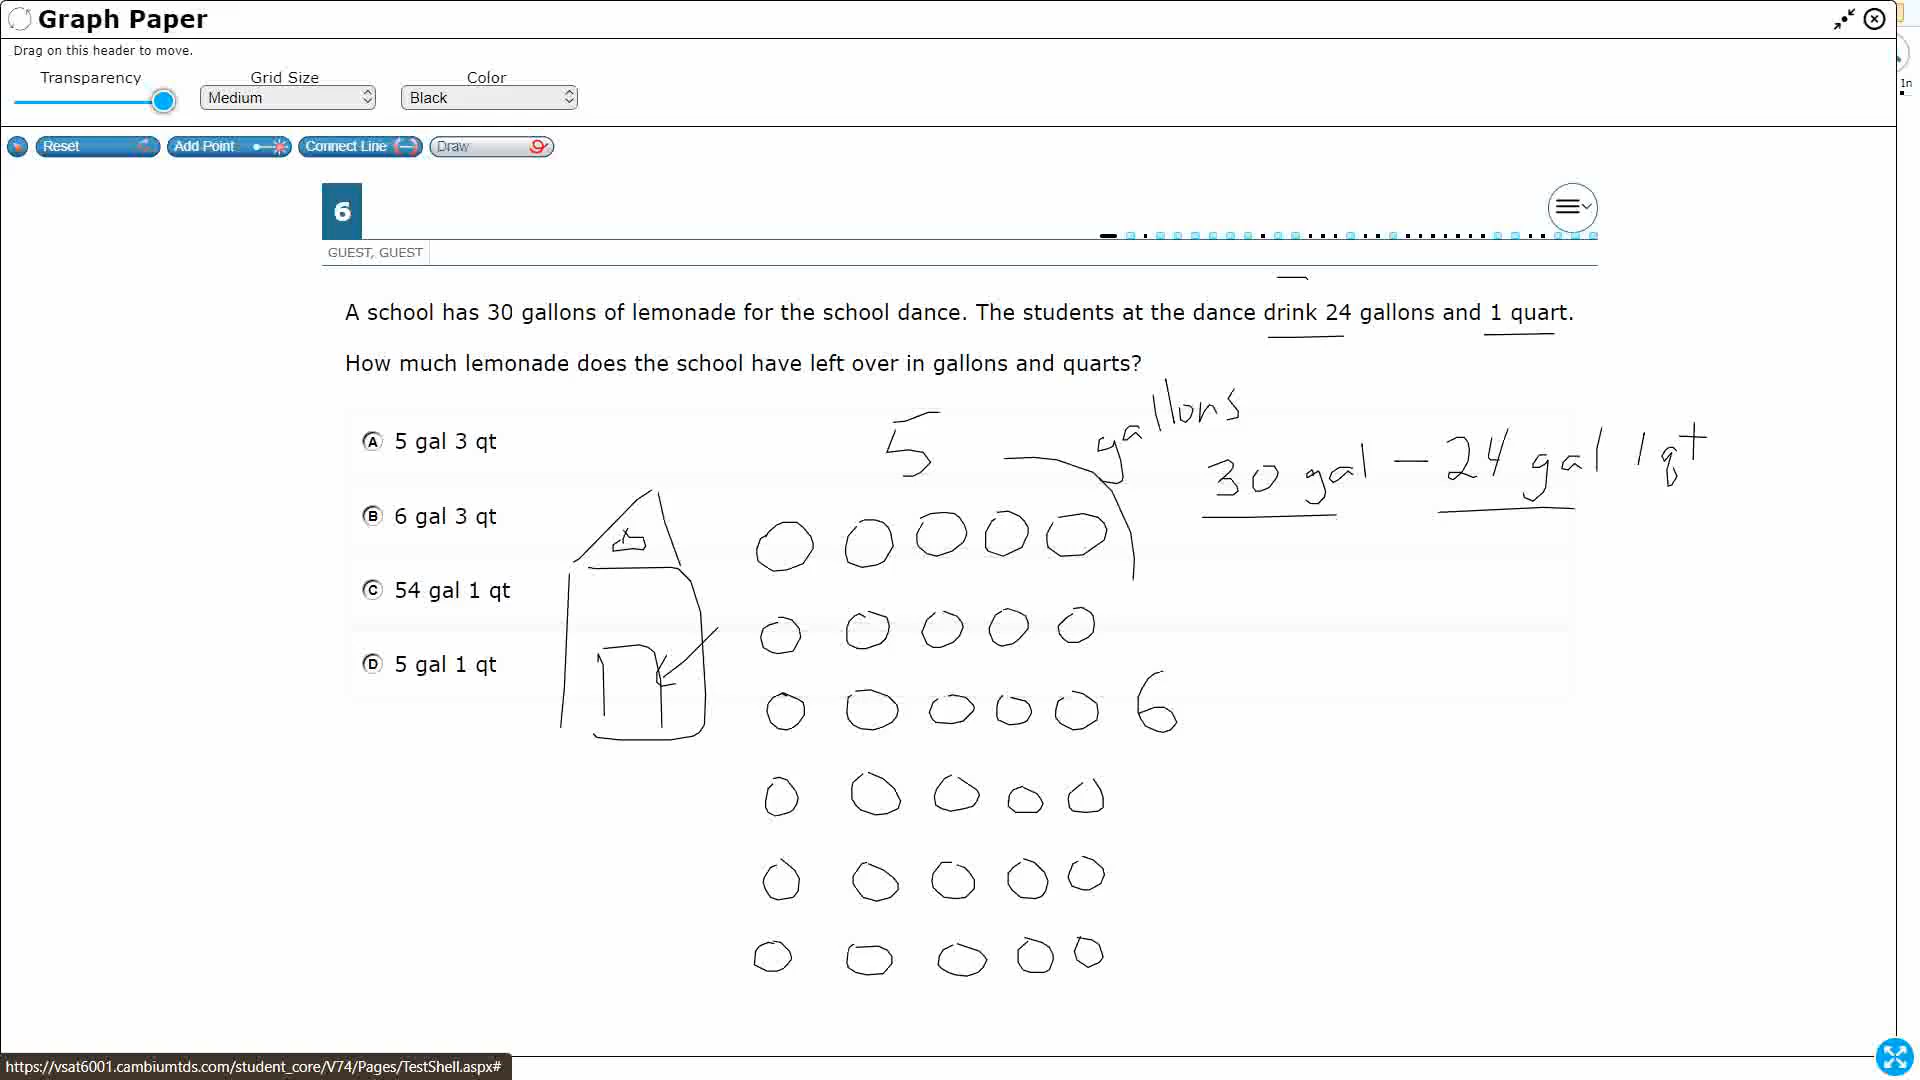 Graph Paper
Drag on this header to move.
Transparency Grid Size Color
Medium Black
Reset Add Point Connect Line Draw
6
GUEST, GUEST
A school has 30 gallons of lemonade for the school dance. The students at the dance drink 24 gallons and 1 quart.
How much lemonade does the school have left over in gallons and quarts?
A 5 gal 3 qt
B 6 gal 3 qt
C 54 gal 1 qt
D 5 gal 1 qt
5 gallons
30 gal - 24 gal 1 qt
6
https://vsat6001.cambiumtds.com/student_core/V74/Pages/TestShell.aspx#